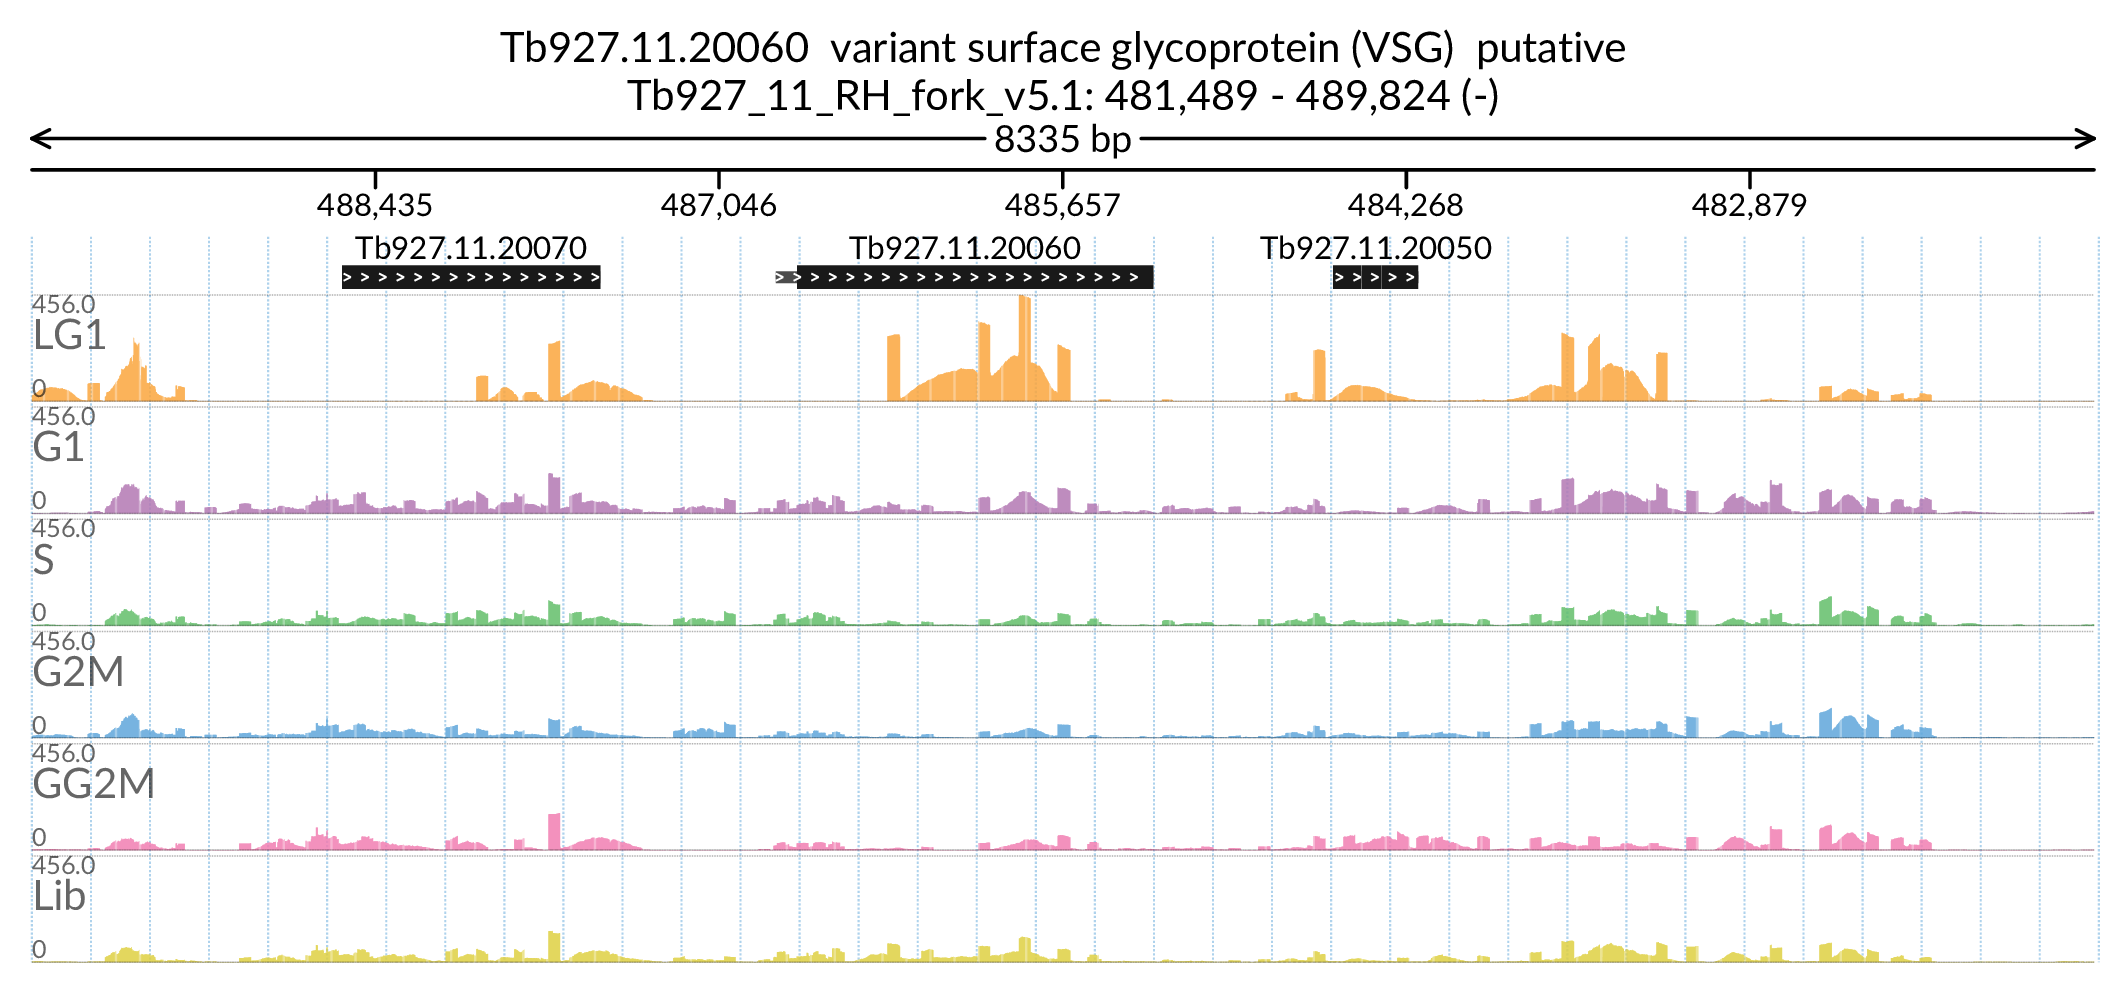 Tb927.11.20060  variant surface glycoprotein (VSG)  putative
Tb927_11_RH_fork_v5.1: 481,489 - 489,824 (-)
8335 bp
488,435 487,046 485,657 484,268 482,879
Tb927.11.20070 Tb927.11.20060 Tb927.11.20050
456.0
LG1
0
456.0
G1
0
456.0
S
0
456.0
G2M
0
456.0
GG2M
0
456.0
Lib
0